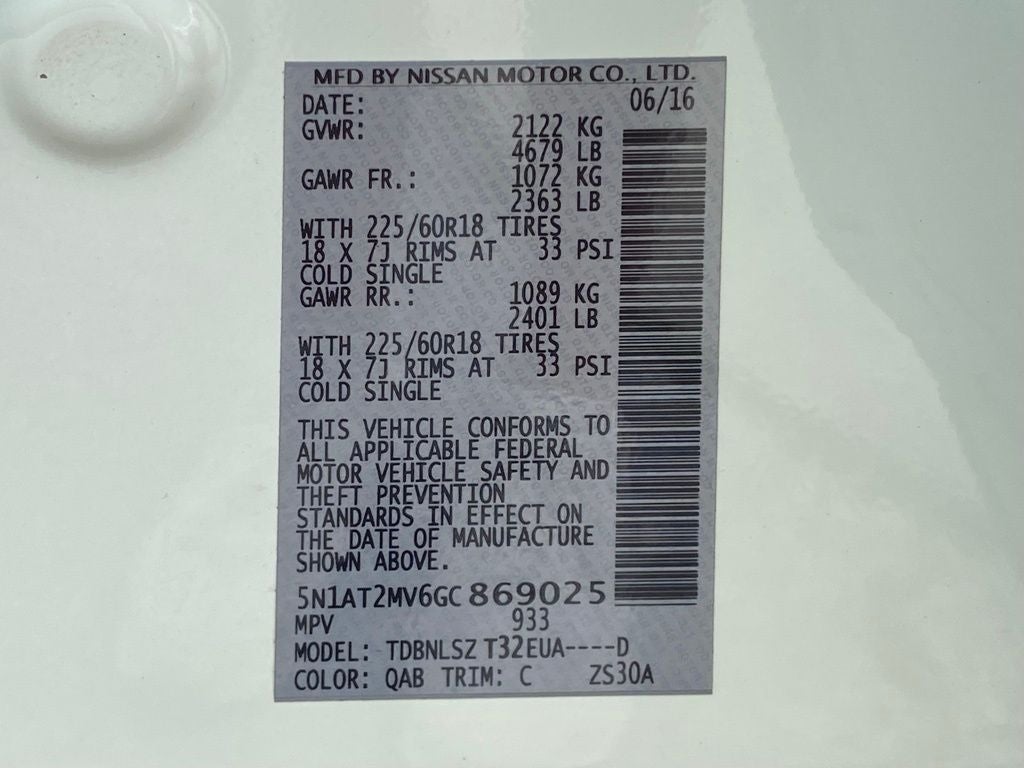 MFD BY NISSAN MOTOR CO., LTD.
DATE: 06/16
GVWR: 2122 KG
4679 LB
GAWR FR.: 1072 KG
2363 LB
WITH 225/60R18 TIRES
18 X 7J RIMS AT 33 PSI
COLD SINGLE
GAWR RR.: 1089 KG
2401 LB
WITH 225/60R18 TIRES
18 X 7J RIMS AT 33 PSI
COLD SINGLE
THIS VEHICLE CONFORMS TO
ALL APPLICABLE FEDERAL
MOTOR VEHICLE SAFETY AND
THEFT PREVENTION
STANDARDS IN EFFECT ON
THE DATE OF MANUFACTURE
SHOWN ABOVE.
5N1AT2MV6GC869025
MPV 933
MODEL: TDBNLSZ T32EUA----D
COLOR: QAB TRIM: C ZS30A